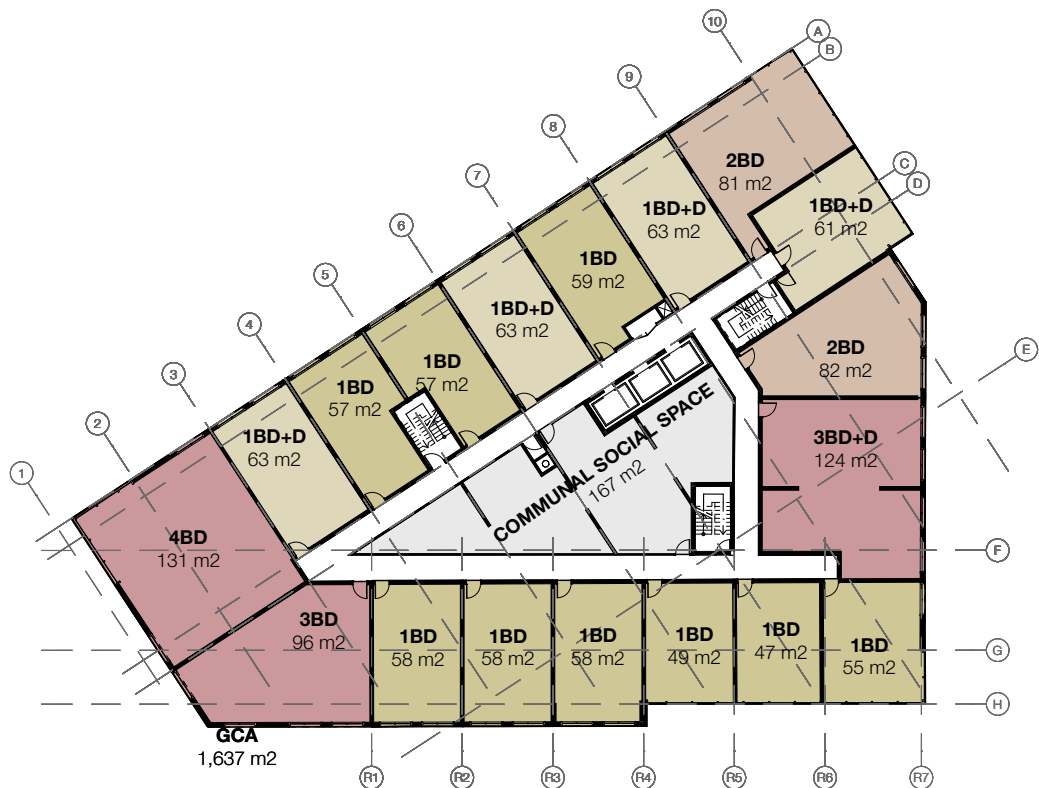 10
A
B
9
8
2BD
81 m2
C
7
D
1BD+D
61 m2
1BD+D
63 m2
6
1BD
59 m2
5
1BD+D
63 m2
4
2BD
82 m2
E
1BD
57 m2
3
1BD
57 m2
COMMUNAL SOCIAL SPACE
167 m2
2
1BD+D
63 m2
3BD+D
124 m2
1
4BD
131 m2
F
3BD
96 m2
1BD
58 m2
1BD
58 m2
1BD
58 m2
1BD
49 m2
1BD
47 m2
1BD
55 m2
G
H
GCA
1,637 m2
R1
R2
R3
R4
R5
R6
R7